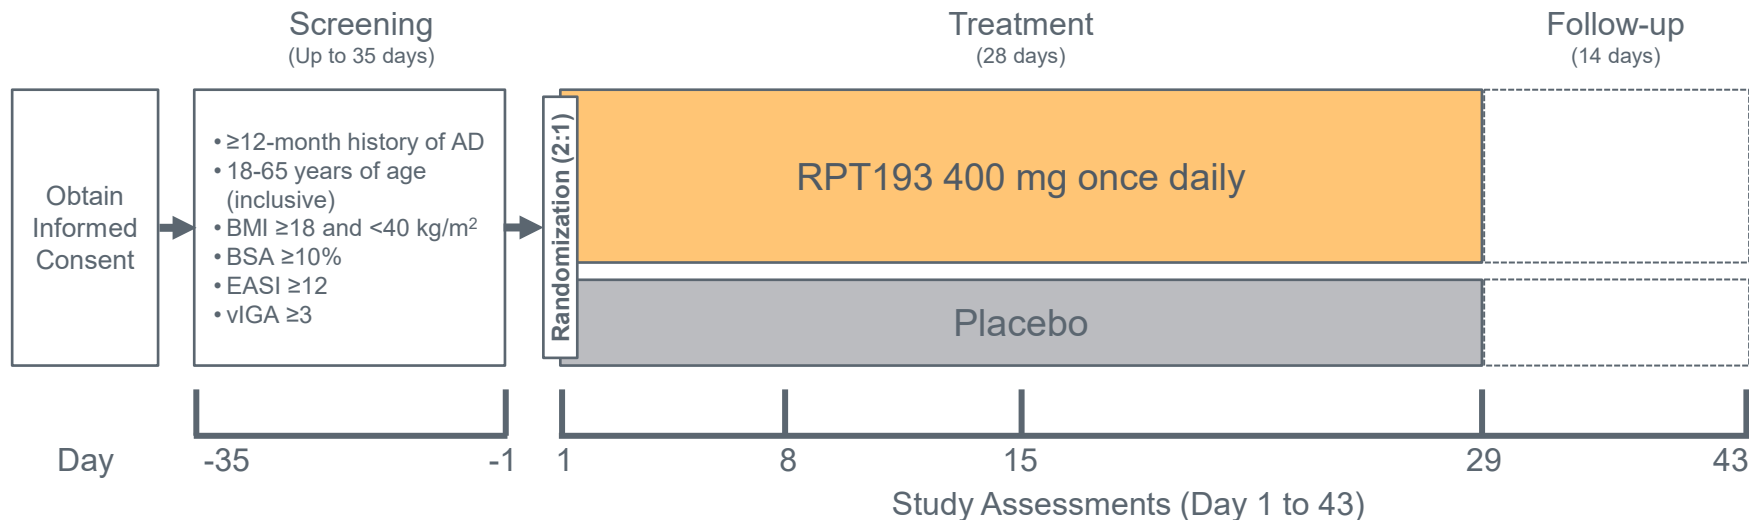 Screening
(Up to 35 days)
Treatment
(28 days)
Follow-up
(14 days)
Obtain
Informed
Consent
• ≥12-month history of AD
• 18-65 years of age
(inclusive)
• BMI ≥18 and <40 kg/m²
• BSA ≥10%
• EASI ≥12
• vIGA ≥3
Randomization (2:1)
RPT193 400 mg once daily
Placebo
Day -35 -1 1 8 15 29 43
Study Assessments (Day 1 to 43)